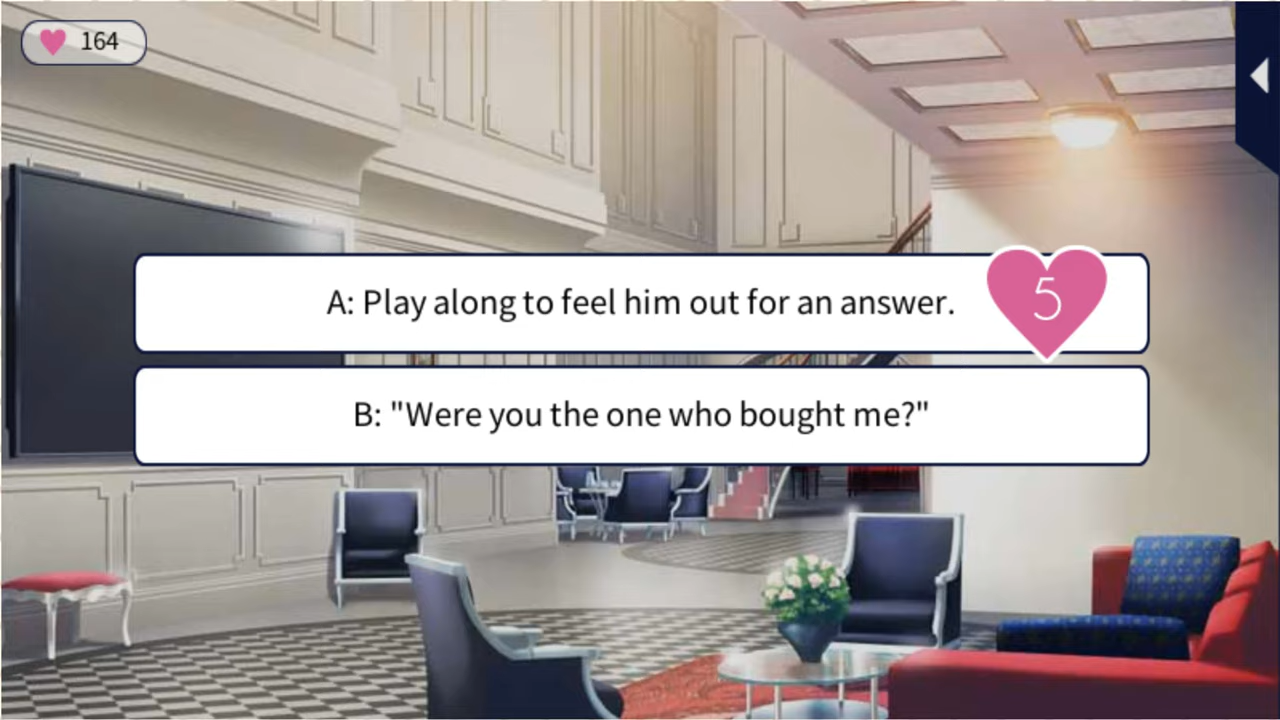 164
A: Play along to feel him out for an answer.
5
B: "Were you the one who bought me?"